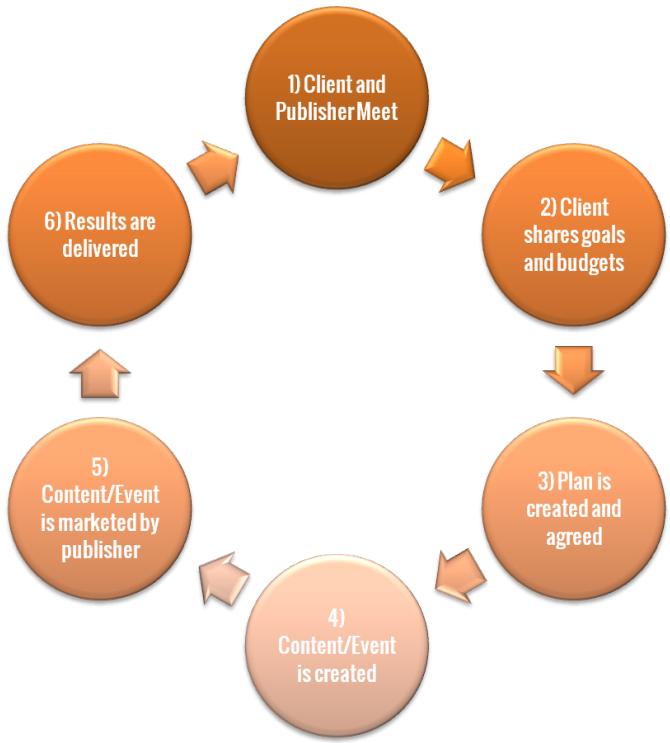 1) Client and
Publisher Meet
2) Client
shares goals
and budgets
3) Plan is
created and
agreed
4)
Content/Event
is created
5)
Content/Event
is marketed by
publisher
6) Results are
delivered